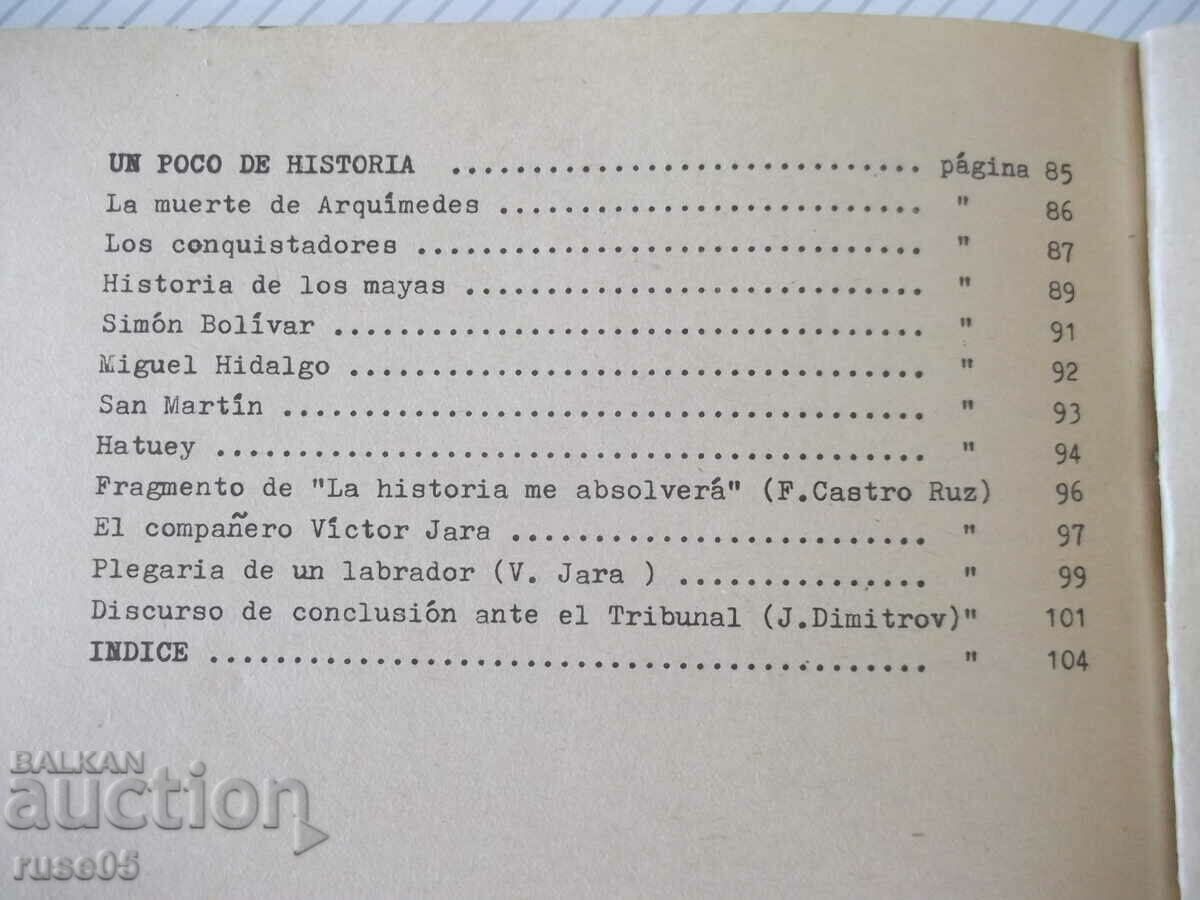 UN POCO DE HISTORIA ............................. página 85
La muerte de Arquímedes .......................... " 86
Los conquistadores ............................... " 87
Historia de los mayas ............................ " 89
Simón Bolívar .................................... " 91
Miguel Hidalgo ................................... " 92
San Martín ....................................... " 93
Hatuey ........................................... " 94
Fragmento de "La historia me absolverá" (F.Castro Ruz) 96
El compañero Víctor Jara .......................... " 97
Plegaria de un labrador (V. Jara ) ............... " 99
Discurso de conclusión ante el Tribunal (J.Dimitrov)" 101
INDICE ............................................ " 104
BALKAN
auction
ruse05